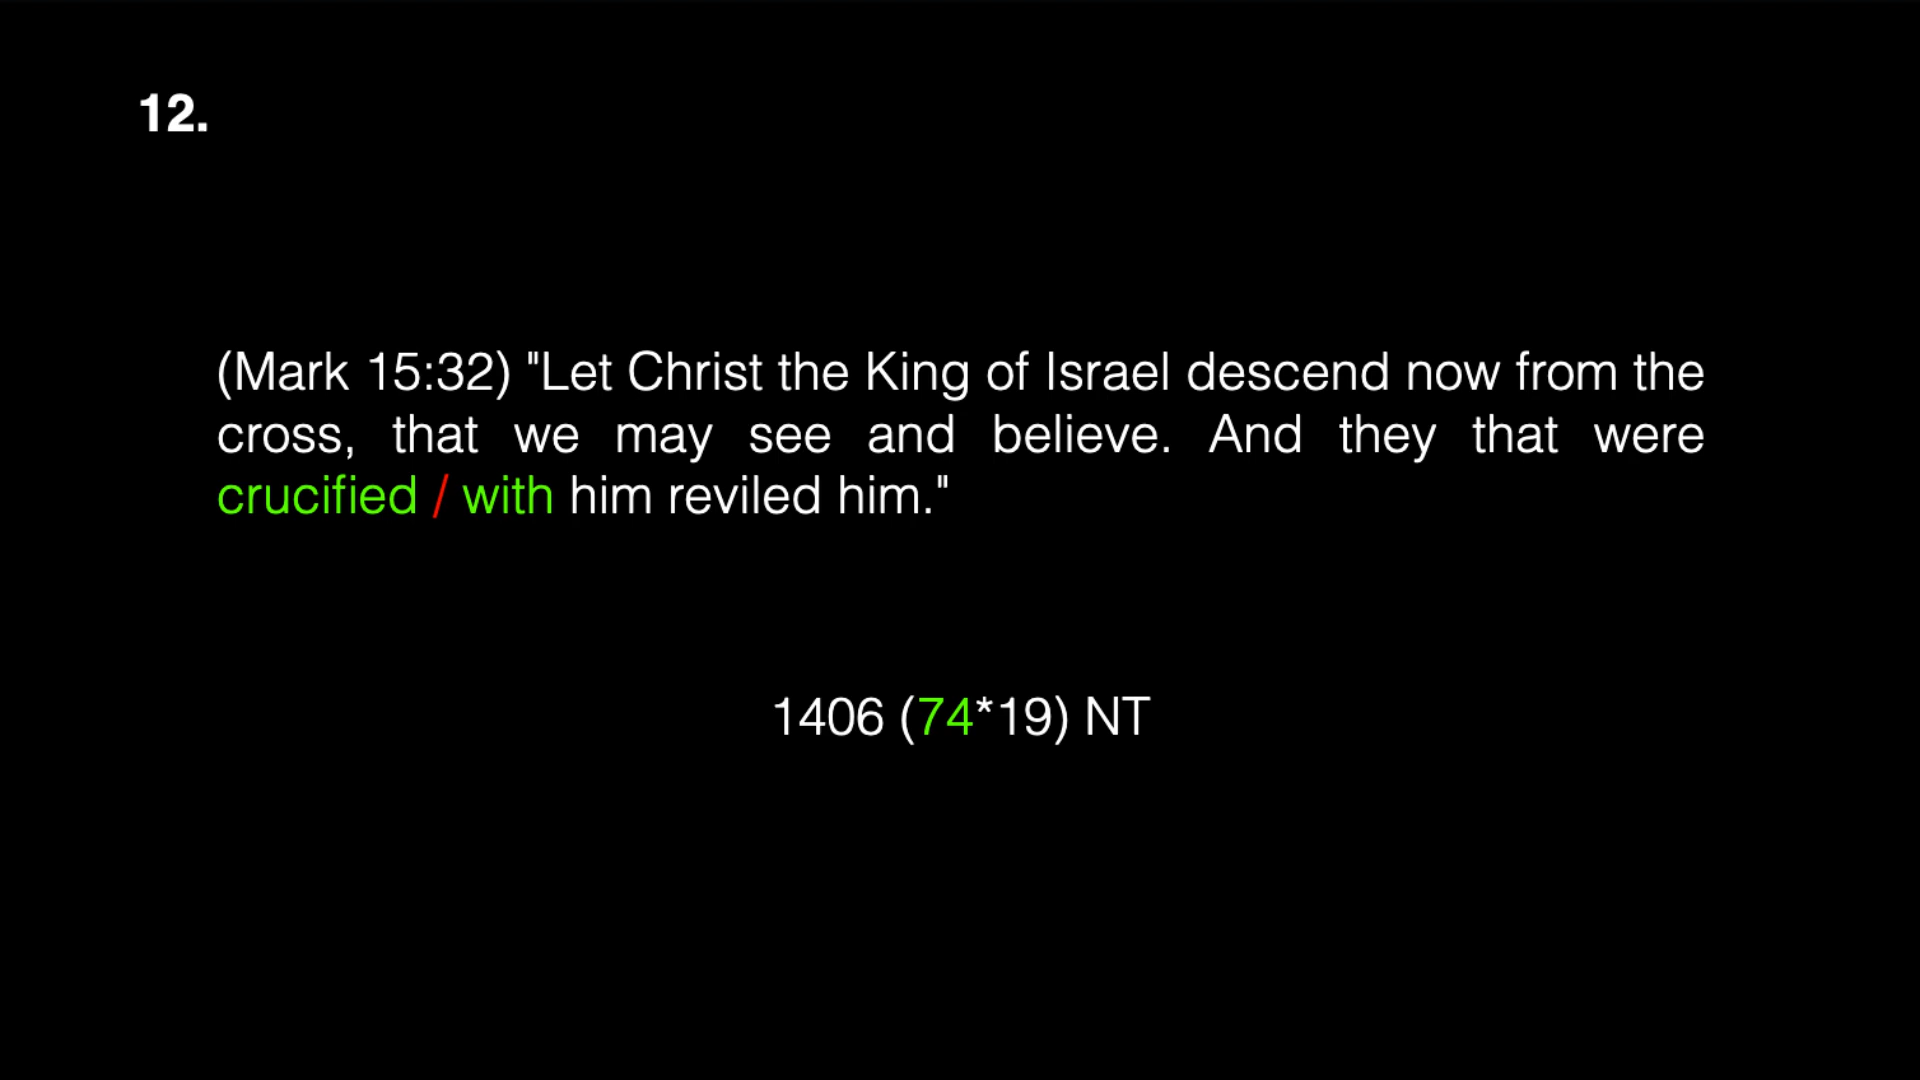 12.
(Mark 15:32) "Let Christ the King of Israel descend now from the
cross, that we may see and believe. And they that were
crucified / with him reviled him."
1406 (74*19) NT